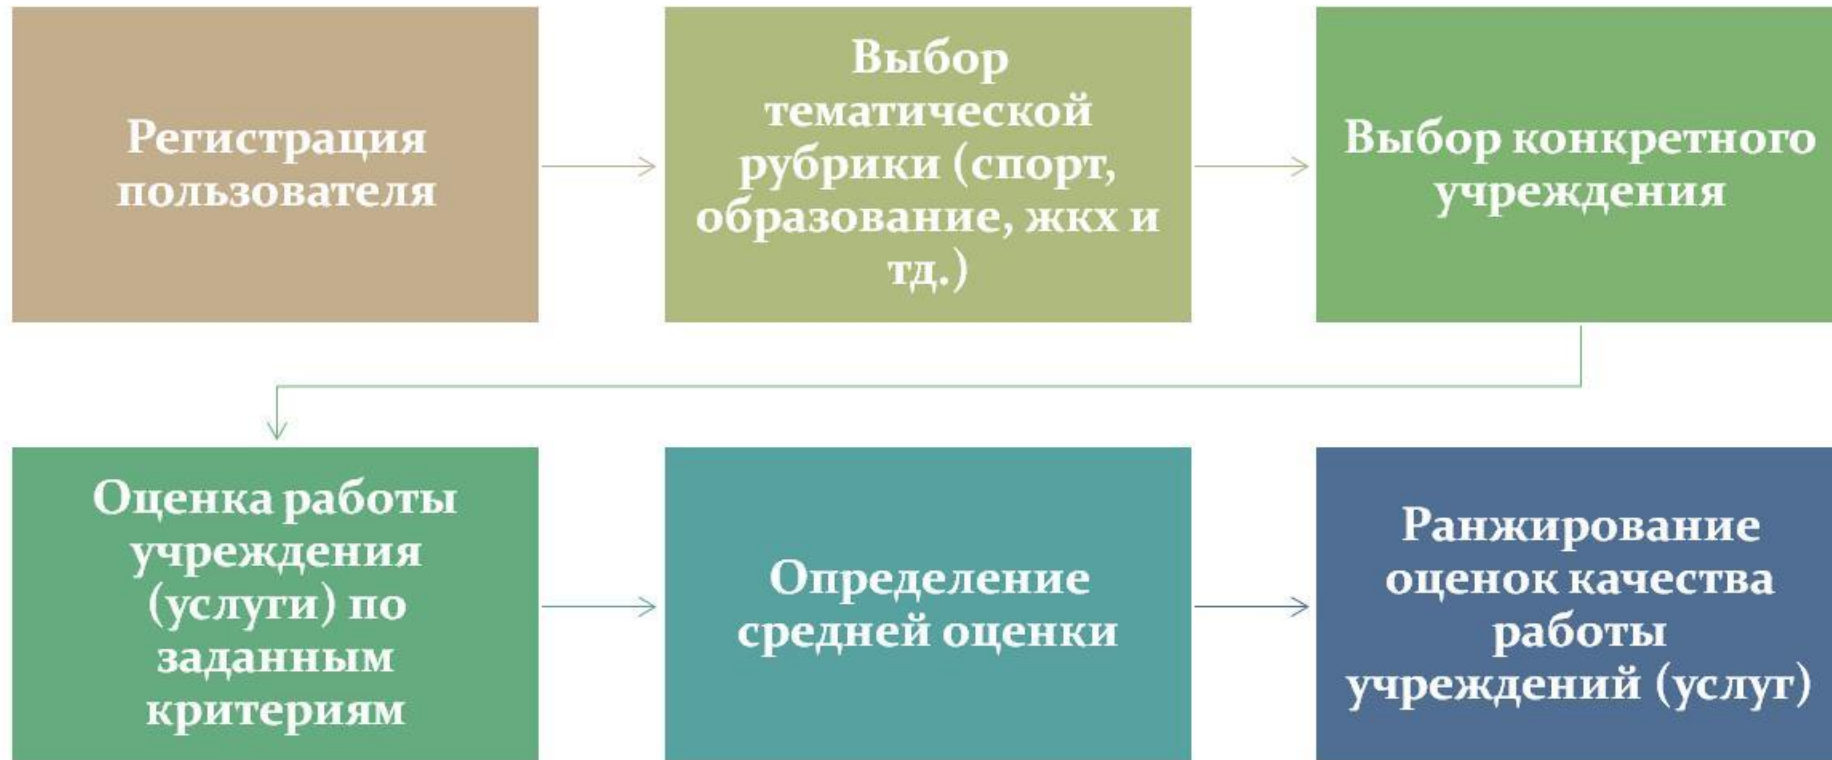 Регистрация
пользователя
Выбор
тематической
рубрики (спорт,
образование, жкх и
тд.)
Выбор конкретного
учреждения
Оценка работы
учреждения
(услуги) по
заданным
критериям
Определение
средней оценки
Ранжирование
оценок качества
работы
учреждений (услуг)